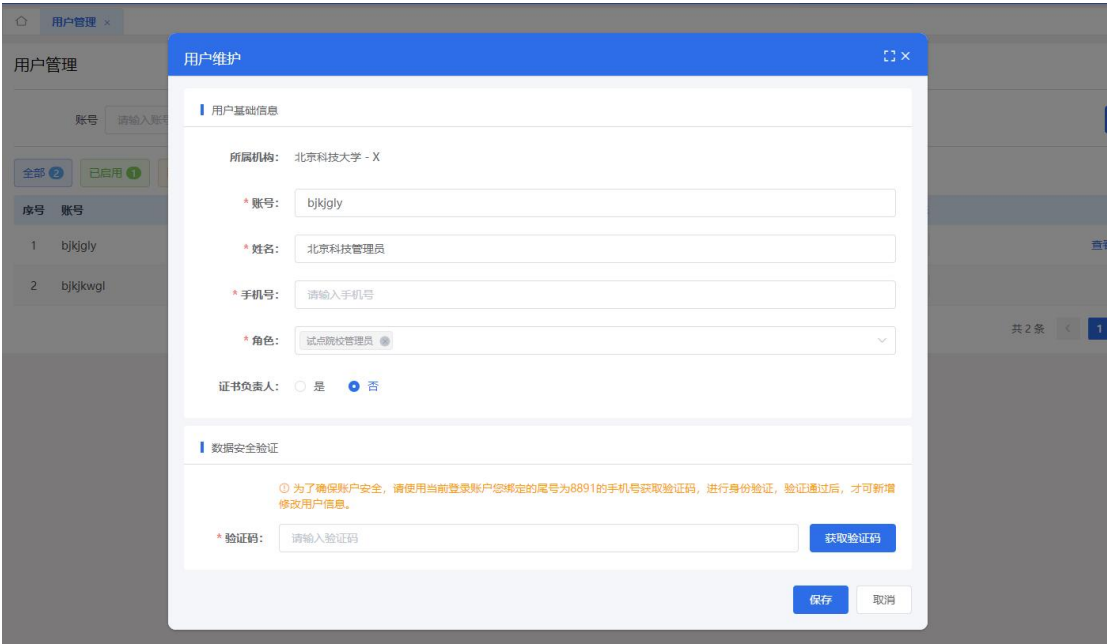 用户管理 ×
用户管理
账号 请输入账号
全部 2 已启用 1
序号 账号
1 bjkjgly 查看
2 bjkjkwgl
共 2 条 < 1
用户维护
用户基础信息
所属机构： 北京科技大学 - X
* 账号： bjkjgly
* 姓名： 北京科技管理员
* 手机号： 请输入手机号
* 角色： 试点院校管理员
证书负责人： 是 否
数据安全验证
为了确保账户安全，请使用当前登录账户您绑定的尾号为8891的手机号获取验证码，进行身份验证，验证通过后，才可新增
修改用户信息。
* 验证码： 请输入验证码 获取验证码
保存 取消